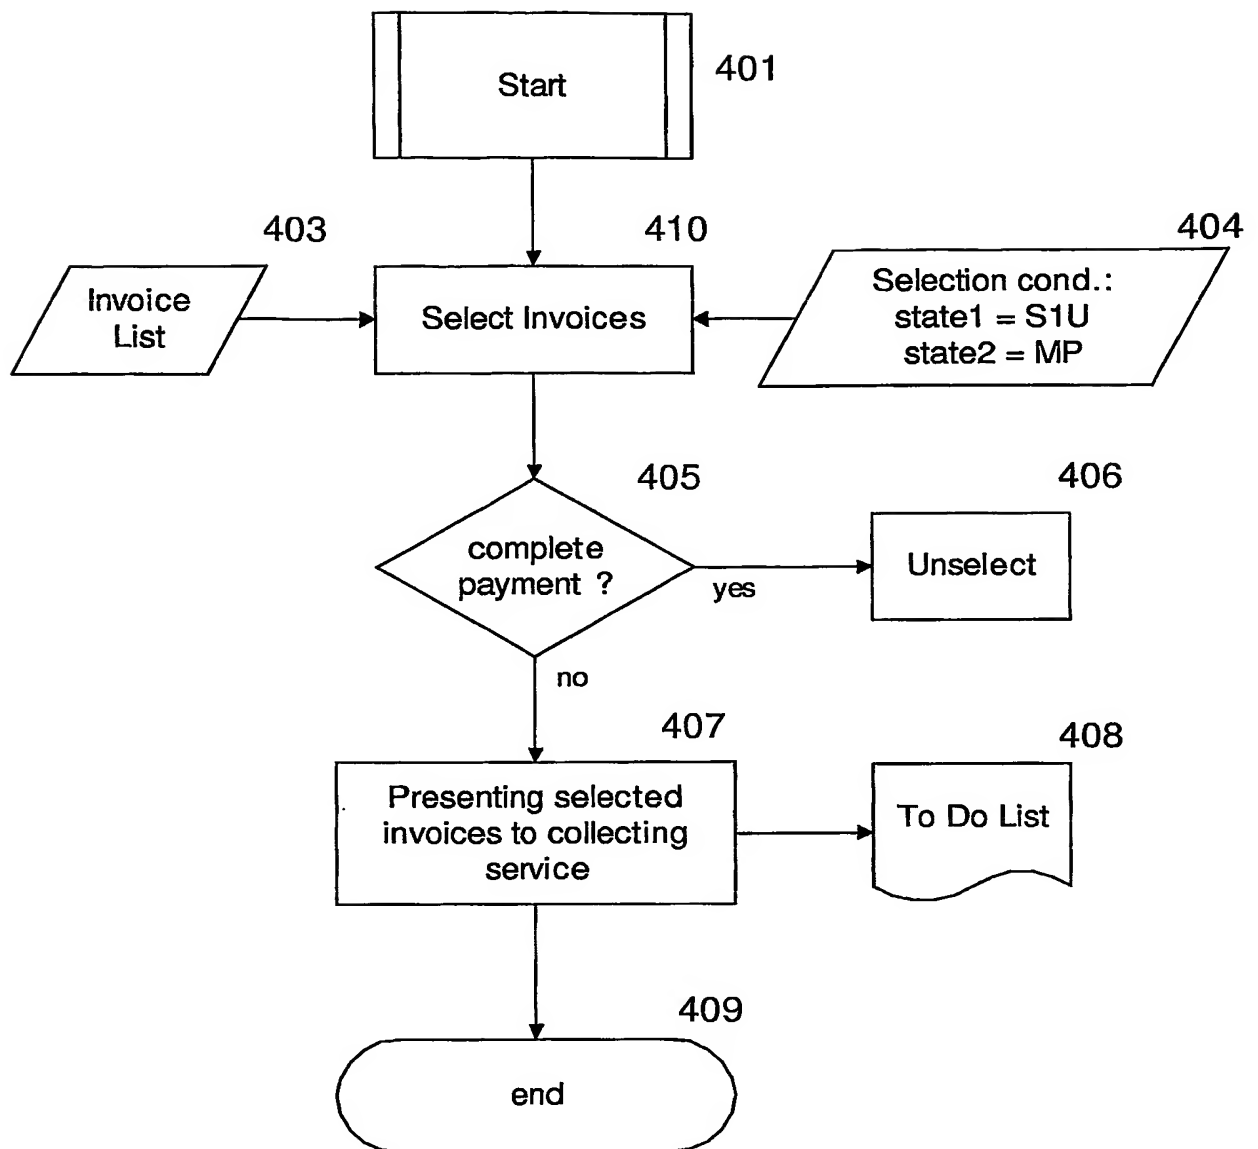 Start
401
403
410
404
Invoice
List
Select Invoices
Selection cond.:
state1 = S1U
state2 = MP
405
406
complete
payment ?
yes
Unselect
no
407
408
Presenting selected
invoices to collecting
service
To Do List
409
end